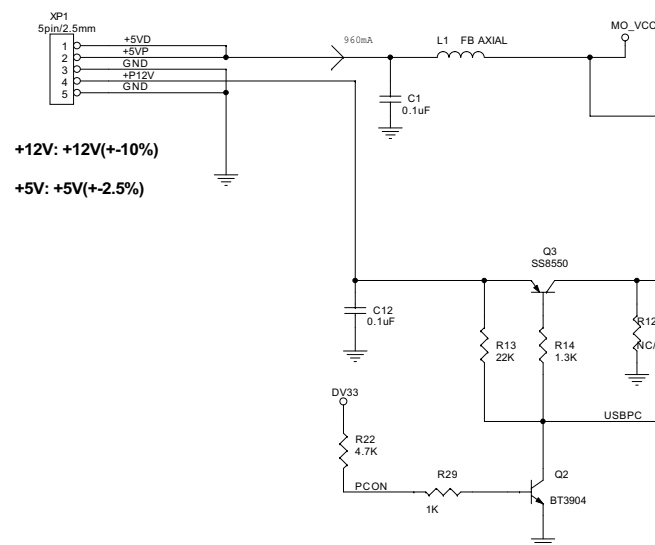 XP1
5pin/2.5mm
1 +5VD
2 +5VP
3 GND
4 +P12V
5 GND
960mA
L1 FB AXIAL
MO_VCC
C1
0.1uF
+12V: +12V(+-10%)
+5V: +5V(+-2.5%)
Q3
SS8550
C12
0.1uF
R13
22K
R14
1.3K
R12
NC/
USBPC
DV33
R22
4.7K
PCON
R29
1K
Q2
BT3904